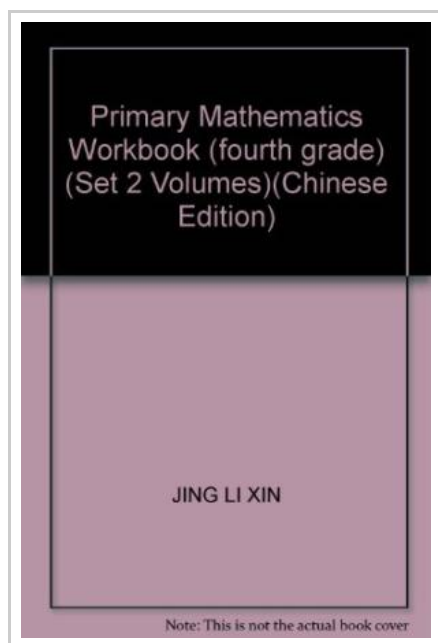 Primary Mathematics
Workbook (fourth grade)
(Set 2 Volumes)(Chinese
Edition)
JING LI XIN
Note: This is not the actual book cover